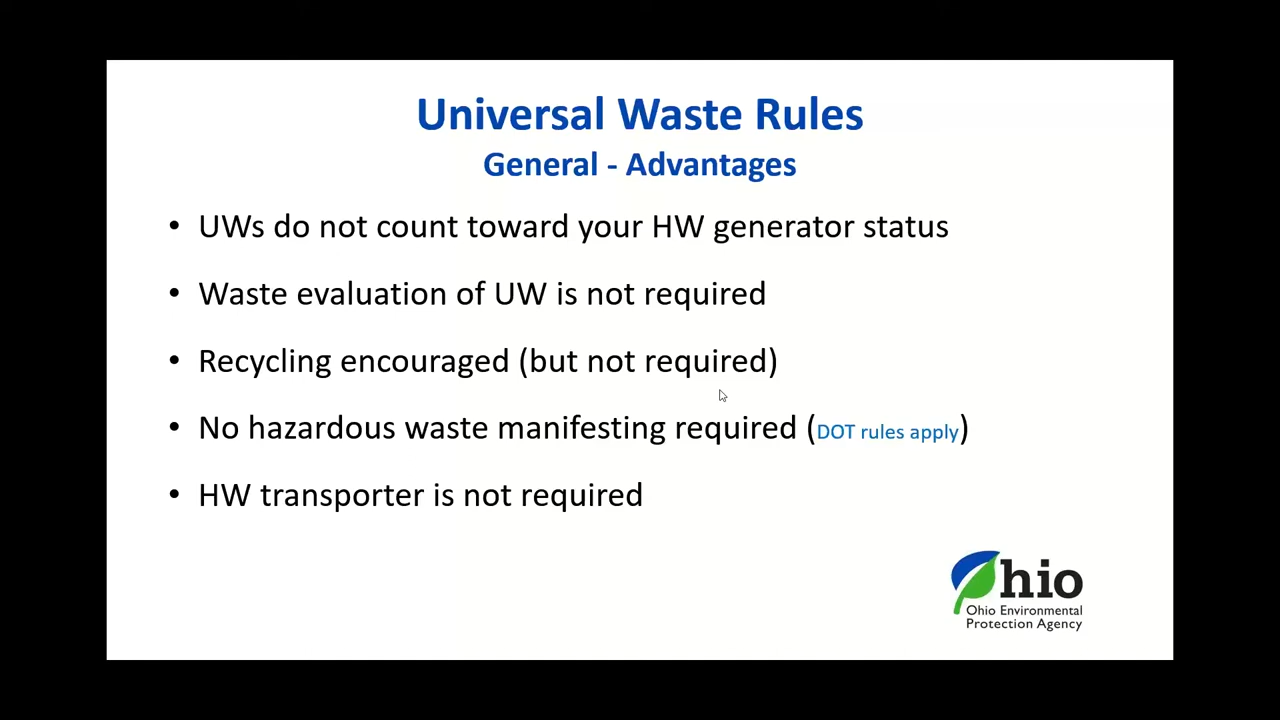 Universal Waste Rules
General - Advantages
• UWs do not count toward your HW generator status
• Waste evaluation of UW is not required
• Recycling encouraged (but not required)
• No hazardous waste manifesting required (DOT rules apply)
• HW transporter is not required
Ohio
Ohio Environmental
Protection Agency